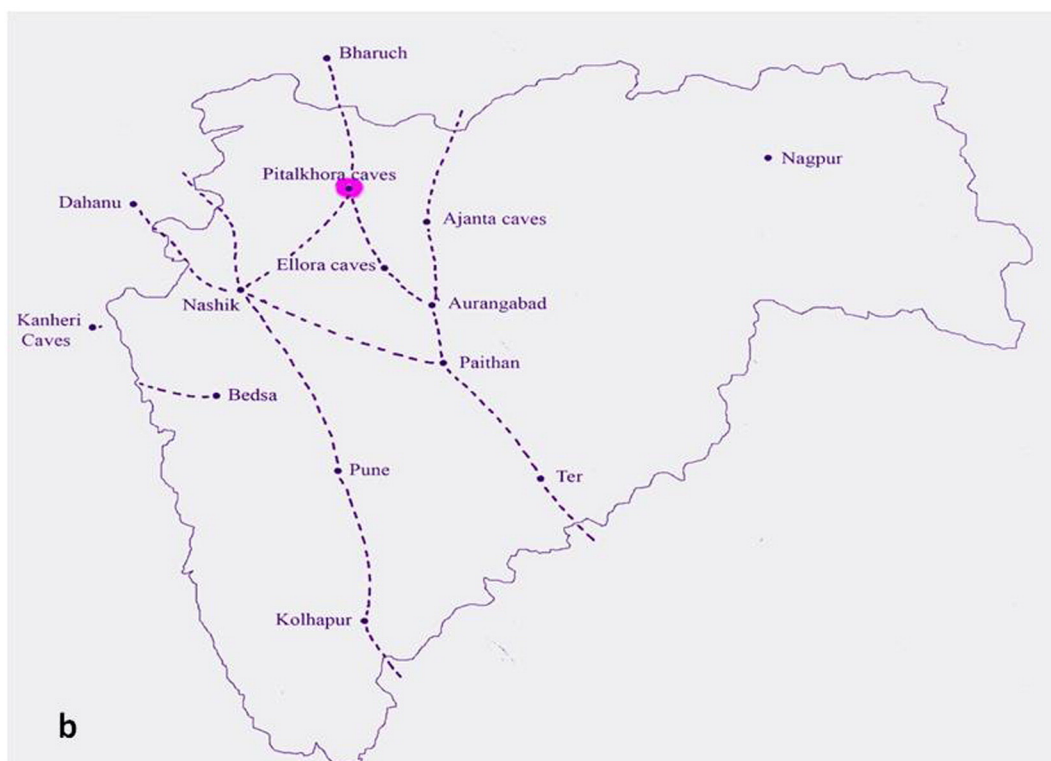 Bharuch
Nagpur
Pitalkhora caves
Dahanu
Ajanta caves
Ellora caves
Nashik
Aurangabad
Kanheri
Caves
Paithan
Bedsa
Pune
Ter
Kolhapur
b